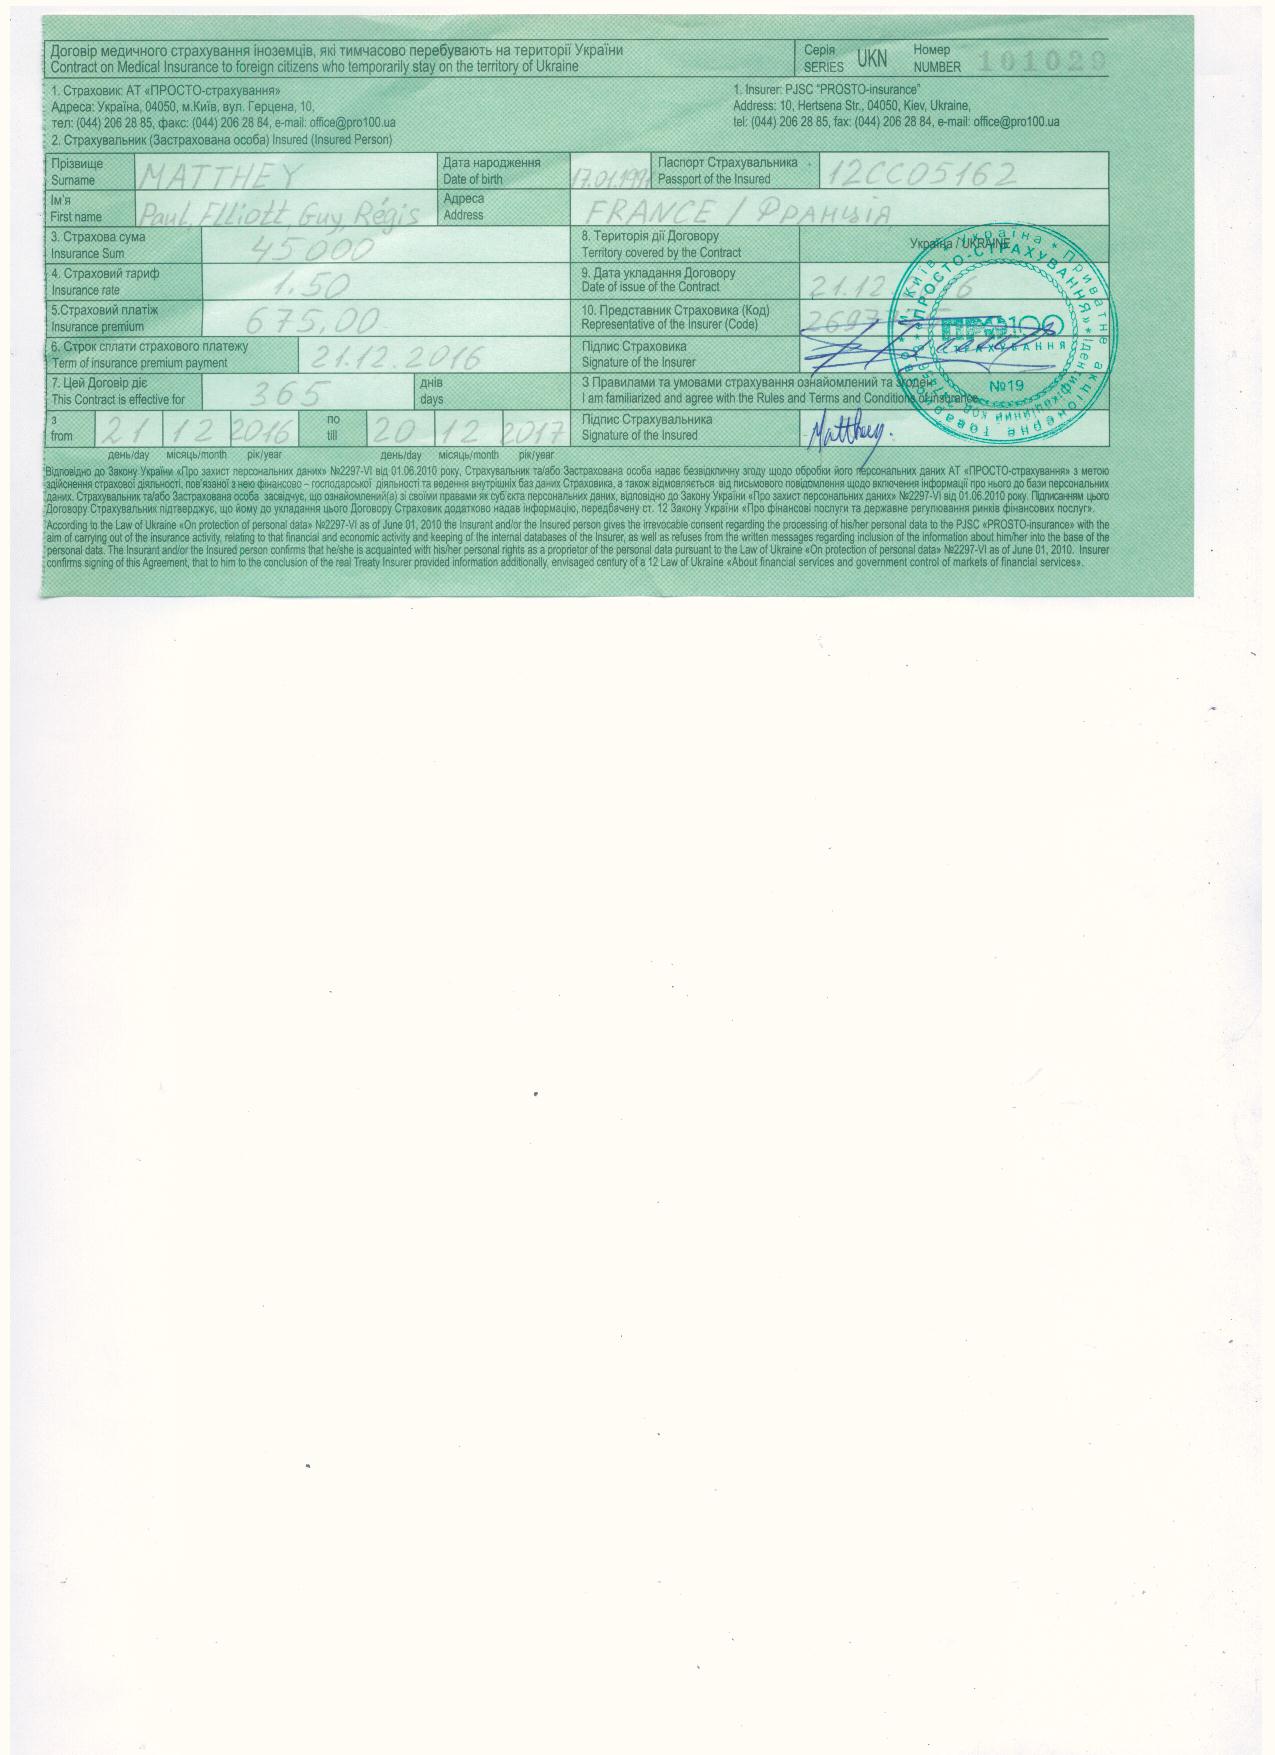 Договір медичного страхування іноземців, які тимчасово перебувають на території України
Contract on Medical Insurance to foreign citizens who temporarily stay on the territory of Ukraine
Серія UKN Номер 101029
SERIES NUMBER
1. Страховик: АТ «ПРОСТО-страхування»
Адреса: Україна, 04050, м.Київ, вул. Герцена, 10,
тел: (044) 206 28 85, факс: (044) 206 28 84, e-mail: office@pro100.ua
1. Insurer: PJSC "PROSTO-insurance"
Address: 10, Hertsena Str., 04050, Kiev, Ukraine,
tel: (044) 206 28 85, fax: (044) 206 28 84, e-mail: office@pro100.ua
2. Страхувальник (Застрахована особа) Insured (Insured Person)
Прізвище
Surname
MATTHEY
Дата народження
Date of birth
Паспорт Страхувальника
Passport of the Insured
12CC05162
Ім'я
First name
Paul, Elliott, Guy, Régis
Адреса
Address
FRANCE / Франція
3. Страхова сума
Insurance Sum
45000
8. Територія дії Договору
Territory covered by the Contract
Україна / UKRAINE
4. Страховий тариф
Insurance rate
1.50
9. Дата укладання Договору
Date of issue of the Contract
21.12 6
5.Страховий платіж
Insurance premium
675,00
10. Представник Страховика (Код)
Representative of the Insurer (Code)
6. Строк сплати страхового платежу
Term of insurance premium payment
21.12.2016
Підпис Страховика
Signature of the Insurer
7. Цей Договір діє
This Contract is effective for
365
днів
days
З Правилами та умовами страхування ознайомлений та згоден
I am familiarized and agree with the Rules and Terms and Conditions of insurance
з
from
21 12 2016
по
till
20 12 2017
Підпис Страхувальника
Signature of the Insured
Matthey.
день/day місяць/month рік/year день/day місяць/month рік/year
Приватне акціонерне товариство
«ПРОСТО-СТРАХУВАННЯ»
м.Київ * Україна *
Ідентифікаційний код
ПРО100
СТРАХУВАННЯ
№19
Відповідно до Закону України «Про захист персональних даних» №2297-VI від 01.06.2010 року, Страхувальник та/або Застрахована особа надає безвідкличну згоду щодо обробки його персональних даних АТ «ПРОСТО-страхування» з метою
здійснення страхової діяльності, пов'язаної з нею фінансово – господарської діяльності та ведення внутрішніх баз даних Страховика, а також відмовляється від письмового повідомлення щодо включення інформації про нього до бази персональних
даних. Страхувальник та/або Застрахована особа засвідчує, що ознайомлений(а) зі своїми правами як суб'єкта персональних даних, відповідно до Закону України «Про захист персональних даних» №2297-VI від 01.06.2010 року. Підписанням цього
Договору Страхувальник підтверджує, що йому до укладання цього Договору Страховик додатково надав інформацію, передбачену ст. 12 Закону України «Про фінансові послуги та державне регулювання ринків фінансових послуг».
According to the Law of Ukraine «On protection of personal data» №2297-VI as of June 01, 2010 the Insurant and/or the Insured person gives the irrevocable consent regarding the processing of his/her personal data to the PJSC «PROSTO-insurance» with the
aim of carrying out of the insurance activity, relating to that financial and economic activity and keeping of the internal databases of the Insurer, as well as refuses from the written messages regarding inclusion of the information about him/her into the base of the
personal data. The Insurant and/or the Insured person confirms that he/she is acquainted with his/her personal rights as a proprietor of the personal data pursuant to the Law of Ukraine «On protection of personal data» №2297-VI as of June 01, 2010. Insurer
confirms signing of this Agreement, that to him to the conclusion of the real Treaty Insurer provided information additionally, envisaged century of a 12 Law of Ukraine «About financial services and government control of markets of financial services».